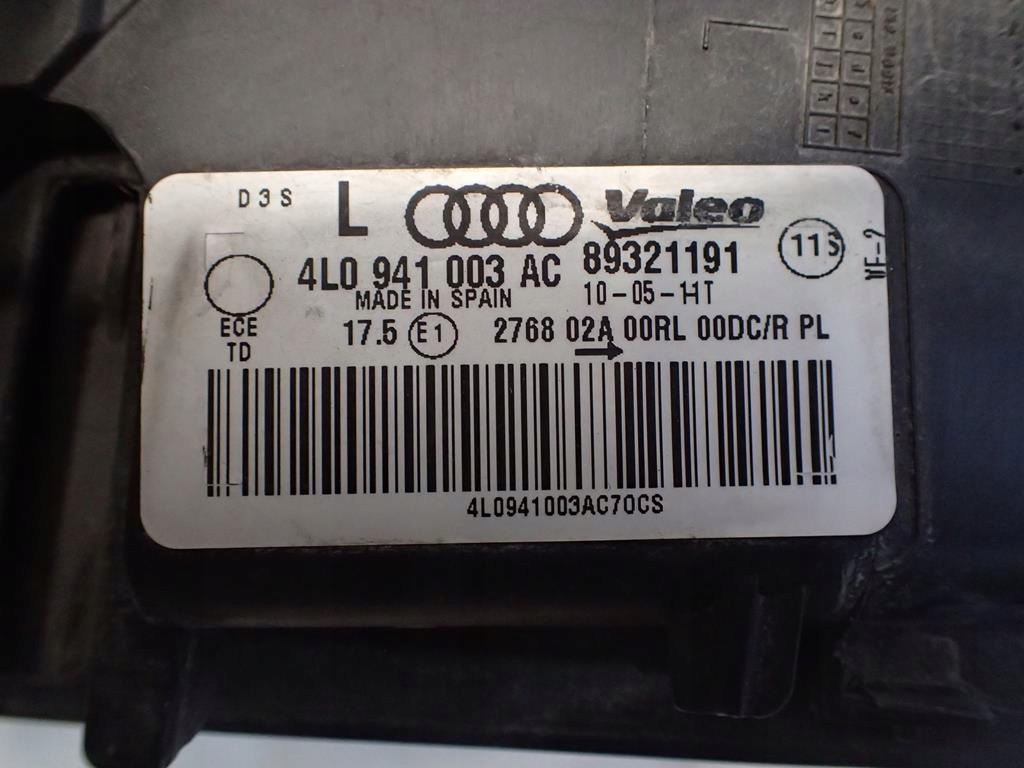 D3S L Valeo
4L0 941 003 AC 89321191 11S
MADE IN SPAIN 10-05-11T
ECE 17.5 E1 2768 02A 00RL 00DC/R PL
TD
4L0941003AC70CS